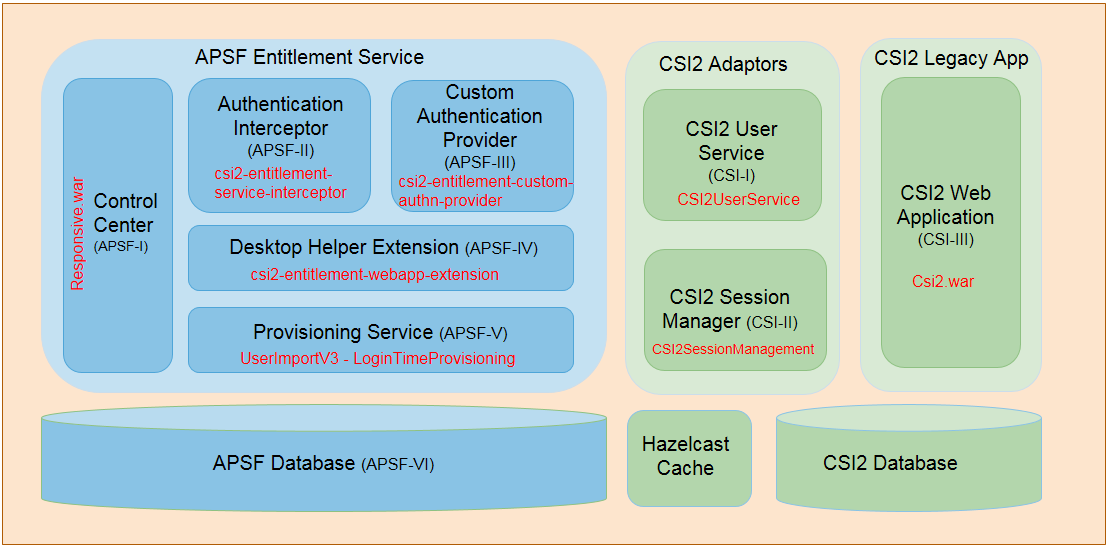 APSF Entitlement Service
Responsive.war
Control
Center
(APSF-I)
Authentication
Interceptor
(APSF-II)
csi2-entitlement-
service-interceptor
Custom
Authentication
Provider
(APSF-III)
csi2-entitlement-custom-
authn-provider
Desktop Helper Extension (APSF-IV)
csi2-entitlement-webapp-extension
Provisioning Service (APSF-V)
UserImportV3 - LoginTimeProvisioning
CSI2 Adaptors
CSI2 User
Service
(CSI-I)
CSI2UserService
CSI2 Session
Manager (CSI-II)
CSI2SessionManagement
CSI2 Legacy App
CSI2 Web
Application
(CSI-III)
Csi2.war
APSF Database (APSF-VI)
Hazelcast
Cache
CSI2 Database